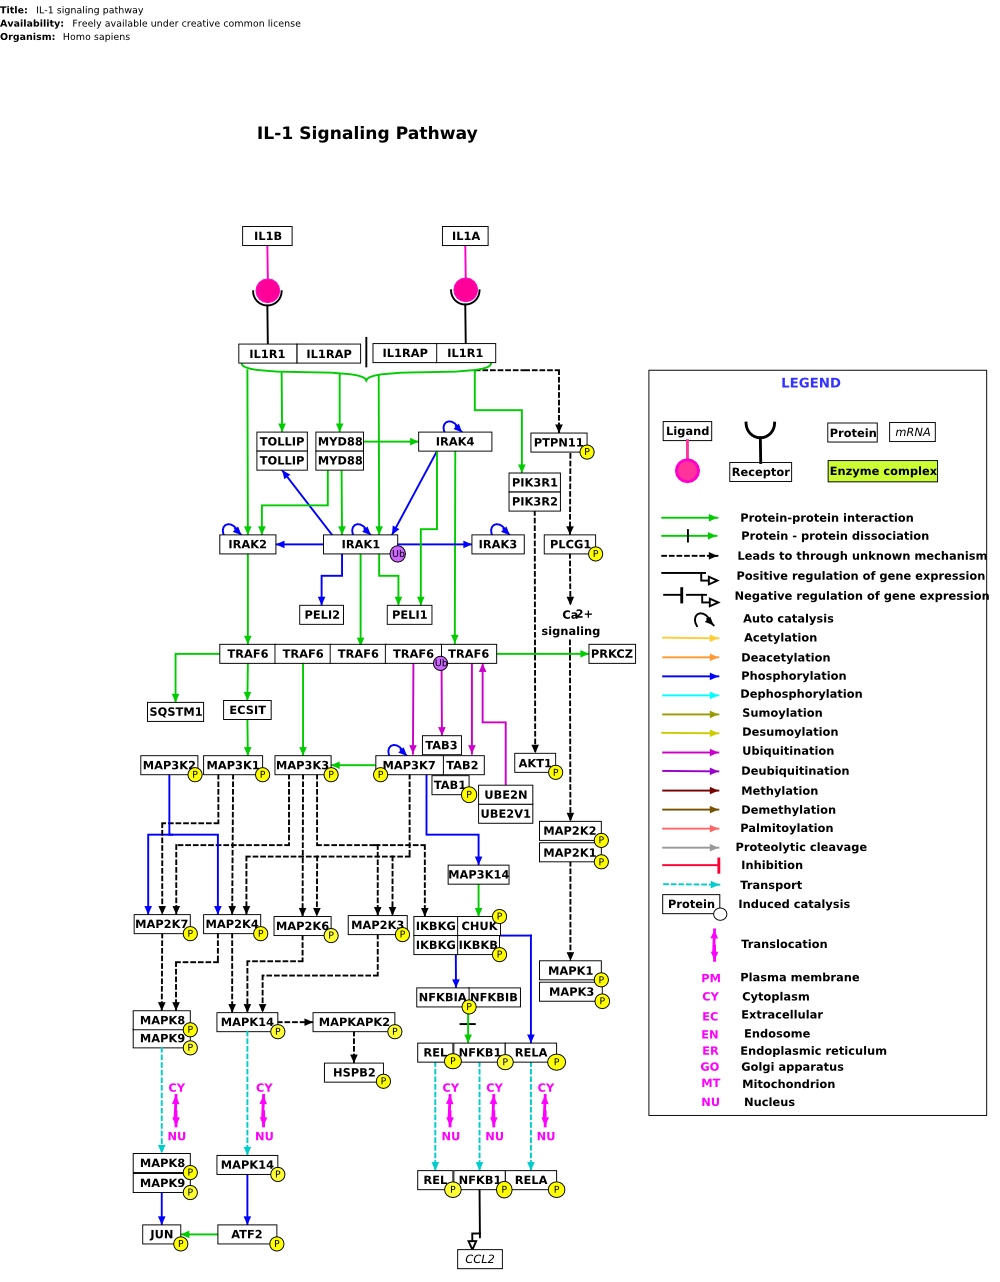 Title: IL-1 signaling pathway
Availability: Freely available under creative common license
Organism: Homo sapiens
IL-1 Signaling Pathway
IL1B IL1A
IL1R1 IL1RAP IL1RAP IL1R1
TOLLIP MYD88 IRAK4 PTPN11 P
TOLLIP MYD88
PIK3R1
PIK3R2
IRAK2 IRAK1 Ub IRAK3 PLCG1 P
PELI2 PELI1 Ca2+
signaling
TRAF6 TRAF6 TRAF6 TRAF6 Ub TRAF6 PRKCZ
SQSTM1 ECSIT
TAB3
MAP3K2 P MAP3K1 P MAP3K3 P P MAP3K7 TAB2 AKT1 P
TAB1 P
UBE2N
UBE2V1
MAP2K2 P
MAP2K1 P
MAP3K14
MAP2K7 P MAP2K4 P MAP2K6 P MAP2K3 P IKBKG CHUK P
IKBKG IKBKB P
MAPK1 P
MAPK3 P
NFKBIA P NFKBIB
MAPK8 P MAPK14 P MAPKAPK2 P
MAPK9 P
REL P NFKB1 P RELA P
HSPB2 P
CY CY CY CY CY
NU NU NU NU NU
MAPK8 P MAPK14 P
MAPK9 P
REL P NFKB1 P RELA P
JUN P ATF2 P
CCL2
LEGEND
Ligand Protein mRNA
Receptor Enzyme complex
Protein-protein interaction
Protein - protein dissociation
Leads to through unknown mechanism
Positive regulation of gene expression
Negative regulation of gene expression
Auto catalysis
Acetylation
Deacetylation
Phosphorylation
Dephosphorylation
Sumoylation
Desumoylation
Ubiquitination
Deubiquitination
Methylation
Demethylation
Palmitoylation
Proteolytic cleavage
Inhibition
Transport
Protein Induced catalysis
Translocation
PM Plasma membrane
CY Cytoplasm
EC Extracellular
EN Endosome
ER Endoplasmic reticulum
GO Golgi apparatus
MT Mitochondrion
NU Nucleus